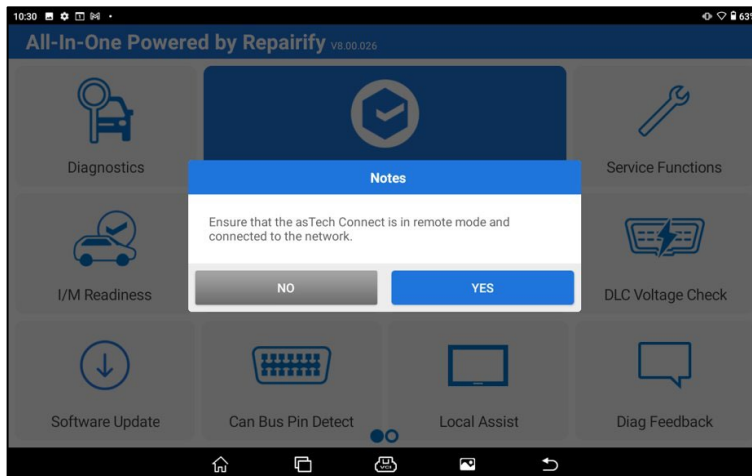 10:30
63%
All-In-One Powered by Repairify V8.00.026
Diagnostics
Service Functions
Notes
Ensure that the asTech Connect is in remote mode and
connected to the network.
NO
YES
I/M Readiness
DLC Voltage Check
Software Update
Can Bus Pin Detect
Local Assist
Diag Feedback
VCI